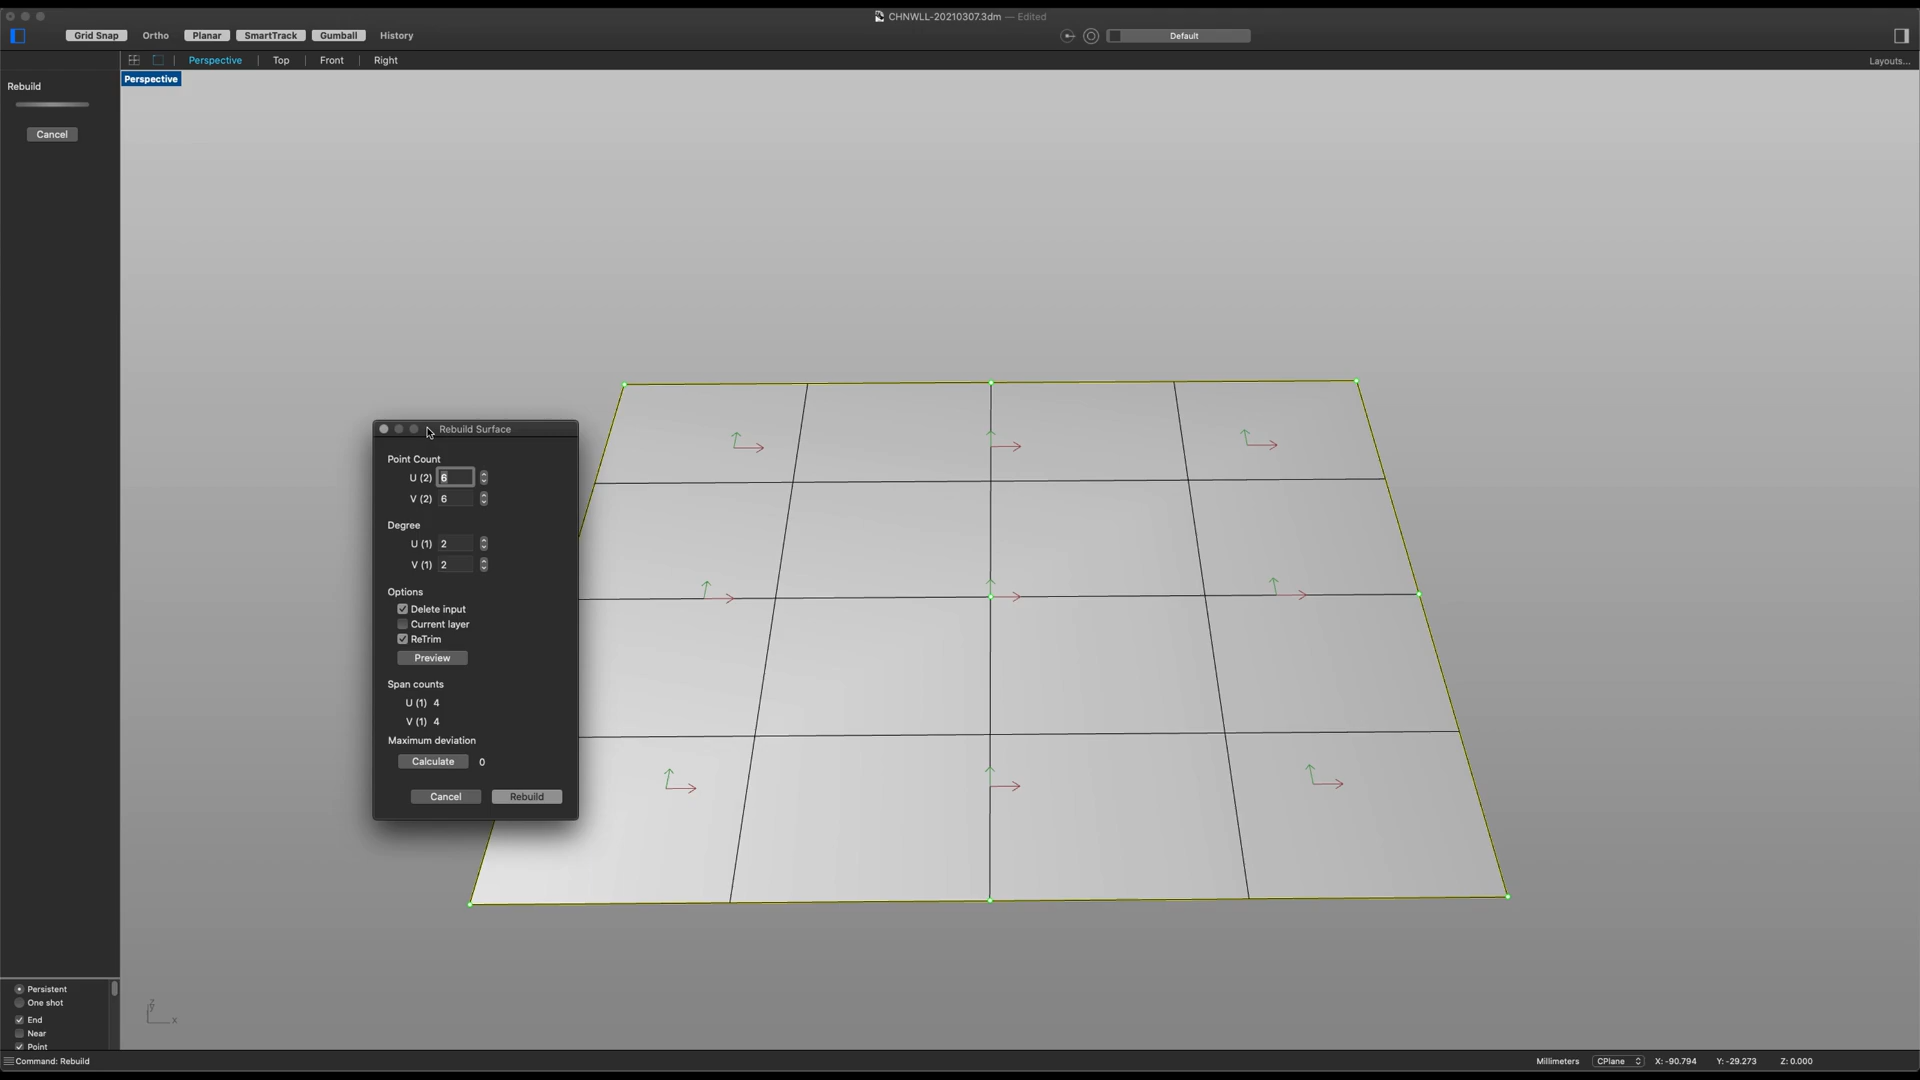 CHNWLL-20210307.3dm — Edited
Grid Snap Ortho Planar SmartTrack Gumball History Default
Perspective Top Front Right Layouts...
Perspective
Rebuild
Cancel
Rebuild Surface
Point Count
U (2) 6
V (2) 6
Degree
U (1) 2
V (1) 2
Options
Delete input
Current layer
ReTrim
Preview
Span counts
U (1) 4
V (1) 4
Maximum deviation
Calculate 0
Cancel Rebuild
Persistent
One shot
End
Near
Point
z
y
x
Command: Rebuild Millimeters CPlane X: -90.794 Y: -29.273 Z: 0.000